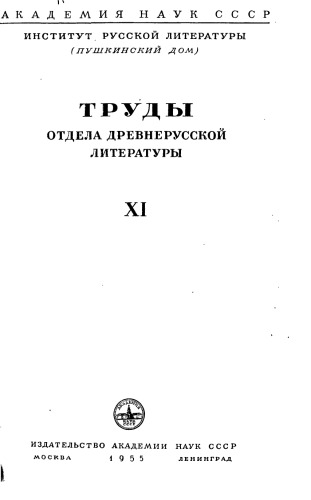 АКАДЕМИЯ НАУК СССР
ИНСТИТУТ РУССКОЙ ЛИТЕРАТУРЫ
(ПУШКИНСКИЙ ДОМ)
ТРУДЫ
ОТДЕЛА ДРЕВНЕРУССКОЙ
ЛИТЕРАТУРЫ
XI
ИЗДАТЕЛЬСТВО АКАДЕМИИ НАУК СССР
МОСКВА 1955 ЛЕНИНГРАД